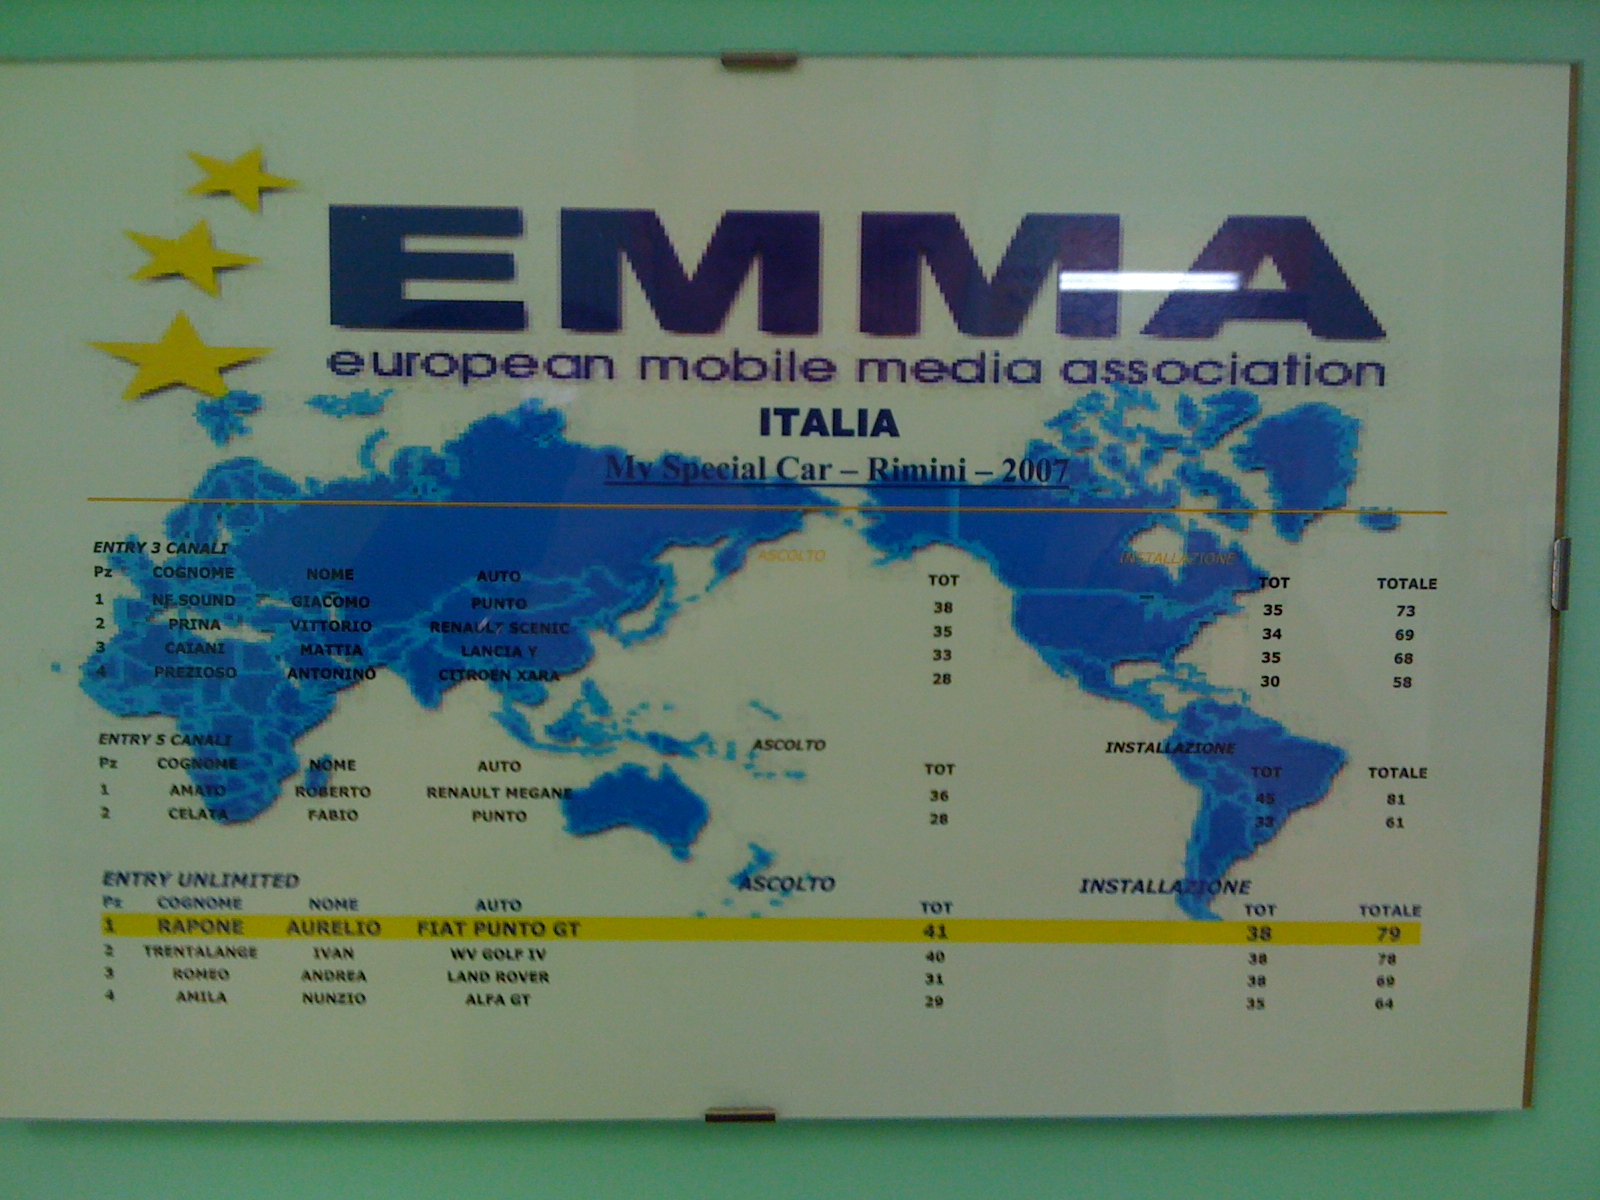 EMMA
european mobile media association
ITALIA
My Special Car – Rimini – 2007
ENTRY 3 CANALI ASCOLTO INSTALLAZIONE
Pz COGNOME NOME AUTO TOT TOT TOTALE
1 NF.SOUND GIACOMO PUNTO 38 35 73
2 PRINA VITTORIO RENAULT SCENIC 35 34 69
3 CAIANI MATTIA LANCIA Y 33 35 68
4 PREZIOSO ANTONINO CITROEN XARA 28 30 58
ENTRY 5 CANALI ASCOLTO INSTALLAZIONE
Pz COGNOME NOME AUTO TOT TOT TOTALE
1 AMATO ROBERTO RENAULT MEGANE 36 45 81
2 CELATA FABIO PUNTO 28 33 61
ENTRY UNLIMITED ASCOLTO INSTALLAZIONE
Pz COGNOME NOME AUTO TOT TOT TOTALE
1 RAPONE AURELIO FIAT PUNTO GT 41 38 79
2 TRENTALANGE IVAN WV GOLF IV 40 38 78
3 ROMEO ANDREA LAND ROVER 31 38 69
4 AMILA NUNZIO ALFA GT 29 35 64